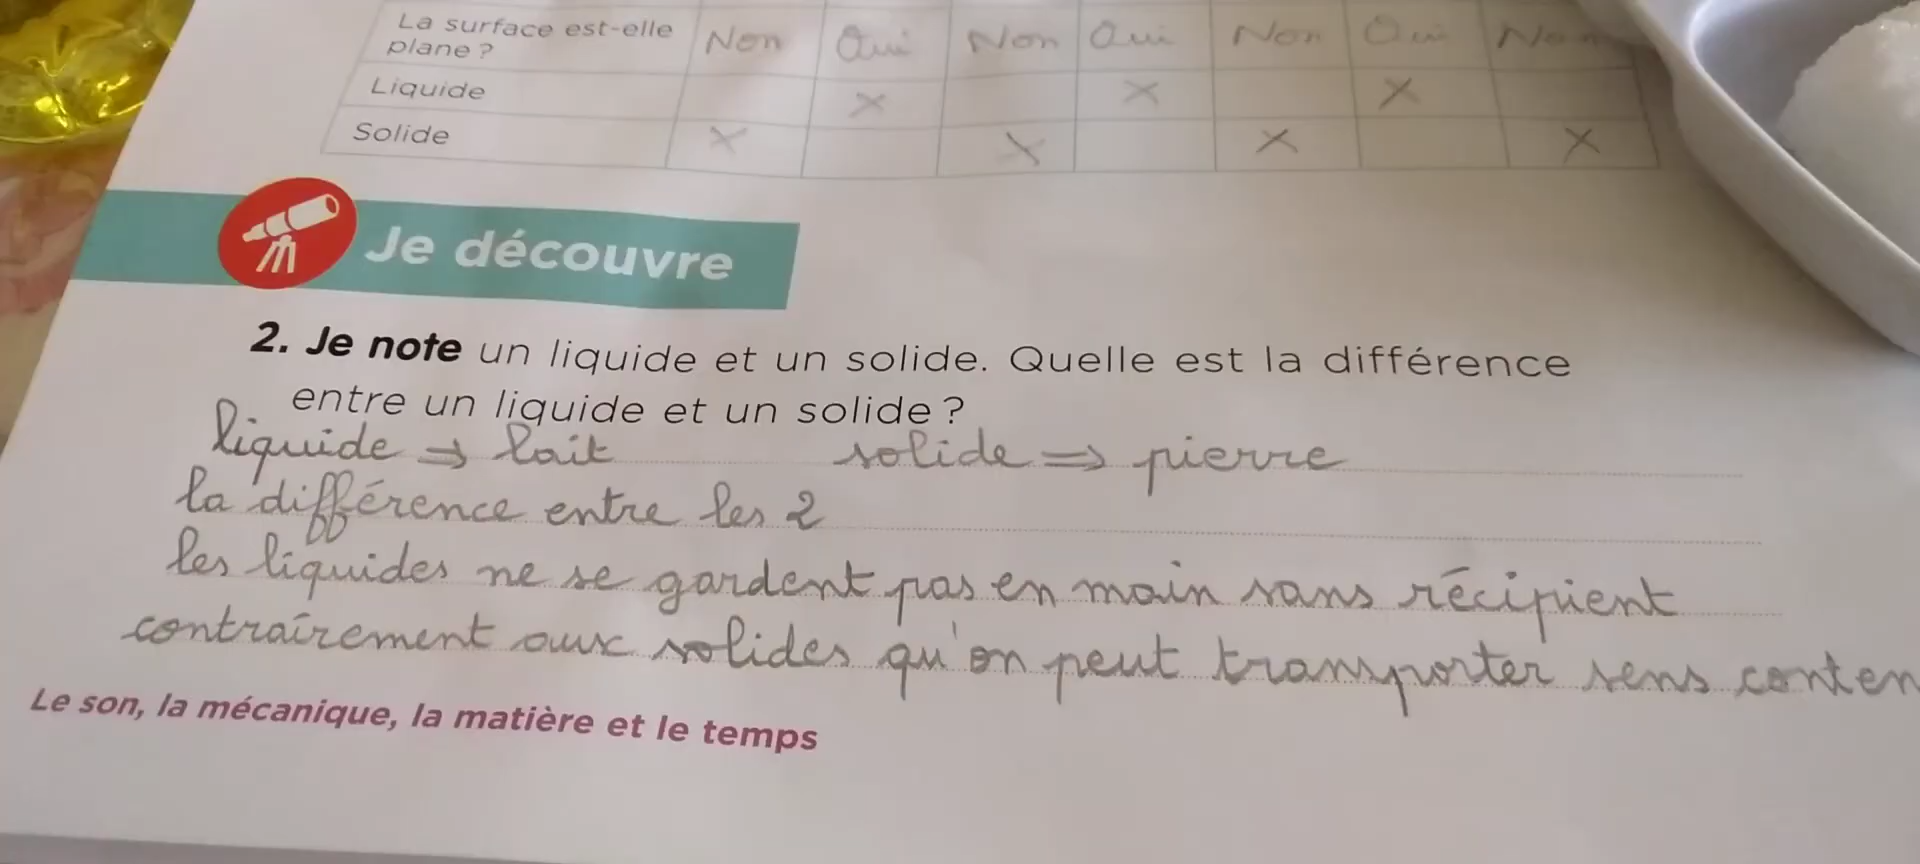 La surface est-elle plane ? Non Oui Non Oui Non Oui Non
Liquide X X X
Solide X X X X
Je découvre
2. Je note un liquide et un solide. Quelle est la différence
entre un liquide et un solide ?
liquide ⇒ lait solide ⇒ pierre
la différence entre les 2
les liquides ne se gardent pas en main sans récipient
contrairement aux solides qu'on peut transporter sens conten
Le son, la mécanique, la matière et le temps